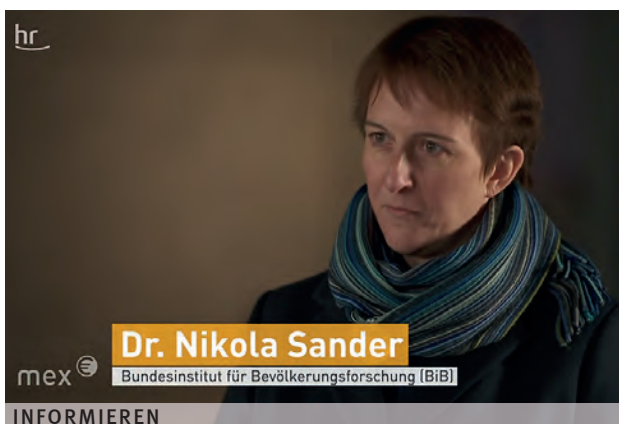 hr
Dr. Nikola Sander
mex €
Bundesinstitut für Bevölkerungsforschung (BiB)
INFORMIEREN